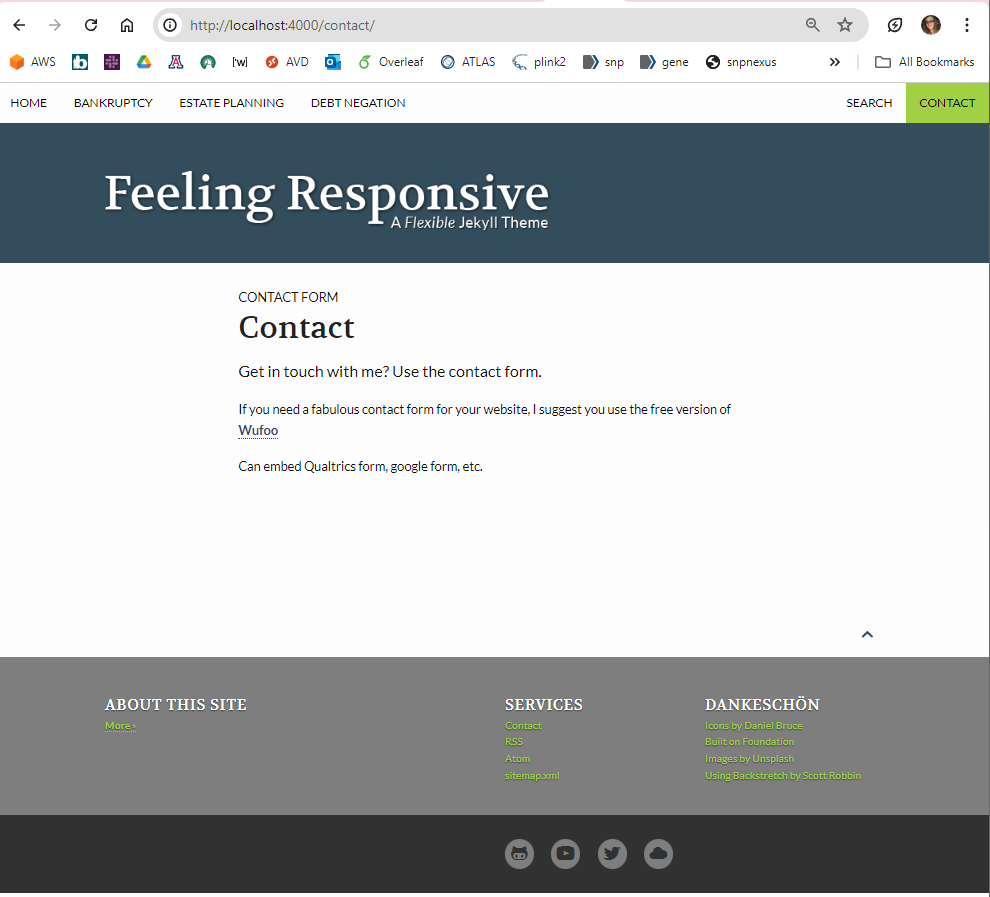 http://localhost:4000/contact/
AWS b [w] AVD Overleaf ATLAS plink2 snp gene snpnexus » All Bookmarks
HOME BANKRUPTCY ESTATE PLANNING DEBT NEGATION SEARCH CONTACT
Feeling Responsive
A Flexible Jekyll Theme
CONTACT FORM
Contact
Get in touch with me? Use the contact form.
If you need a fabulous contact form for your website, I suggest you use the free version of
Wufoo
Can embed Qualtrics form, google form, etc.
ABOUT THIS SITE
More ›
SERVICES
Contact
RSS
Atom
sitemap.xml
DANKESCHÖN
Icons by Daniel Bruce
Built on Foundation
Images by Unsplash
Using Backstretch by Scott Robbin